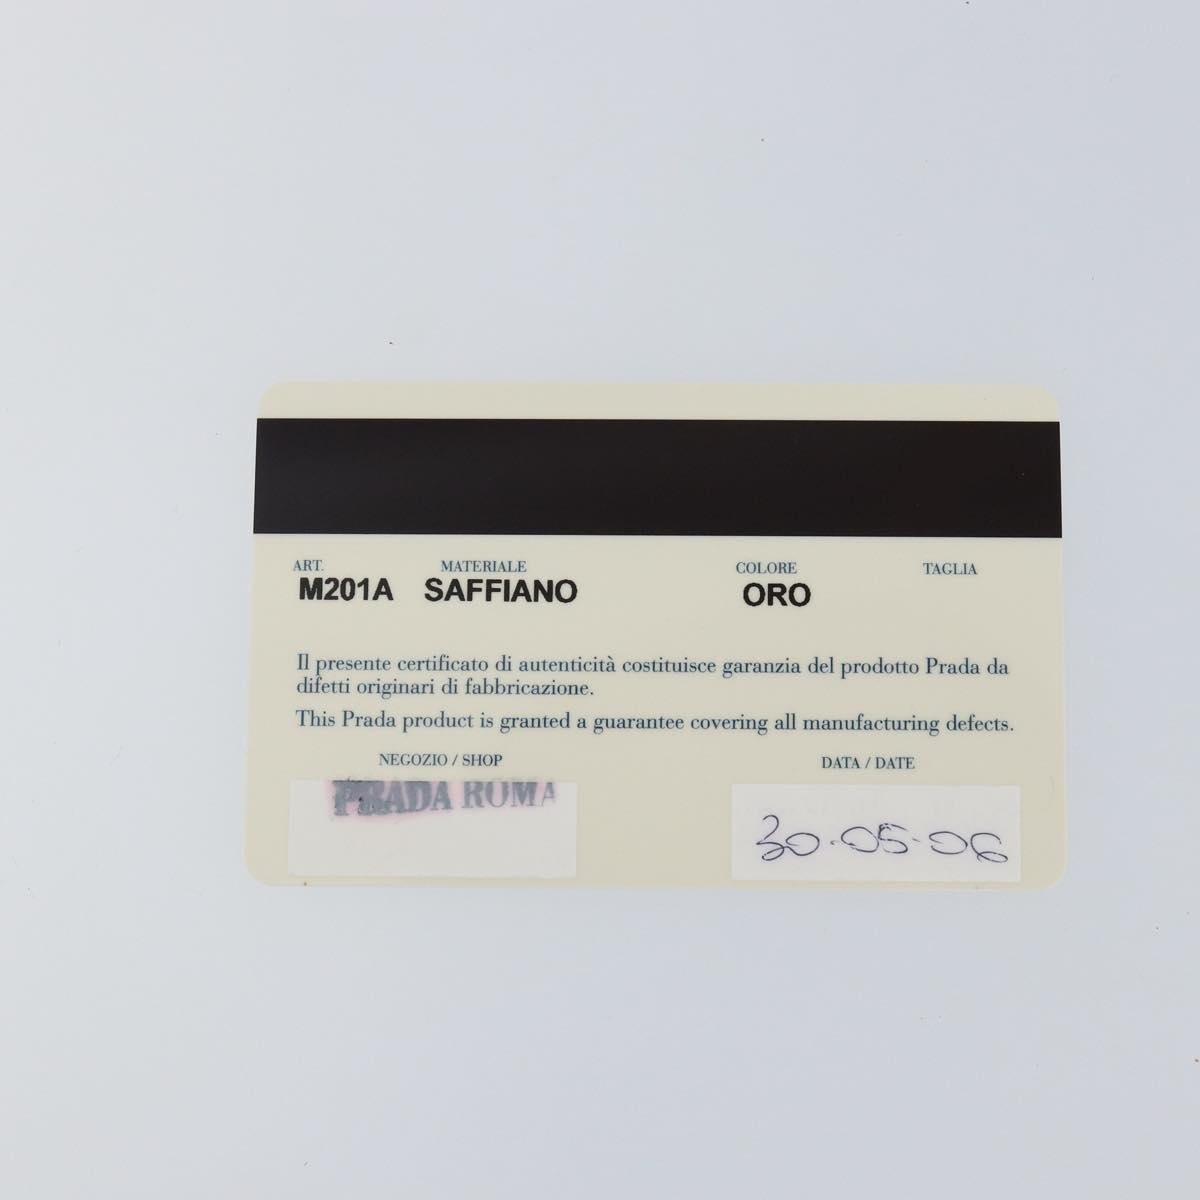 ART. MATERIALE COLORE TAGLIA
M201A SAFFIANO ORO
Il presente certificato di autenticità costituisce garanzia del prodotto Prada da
difetti originari di fabbricazione.
This Prada product is granted a guarantee covering all manufacturing defects.
NEGOZIO / SHOP DATA / DATE
PRADA ROMA
30-05-06